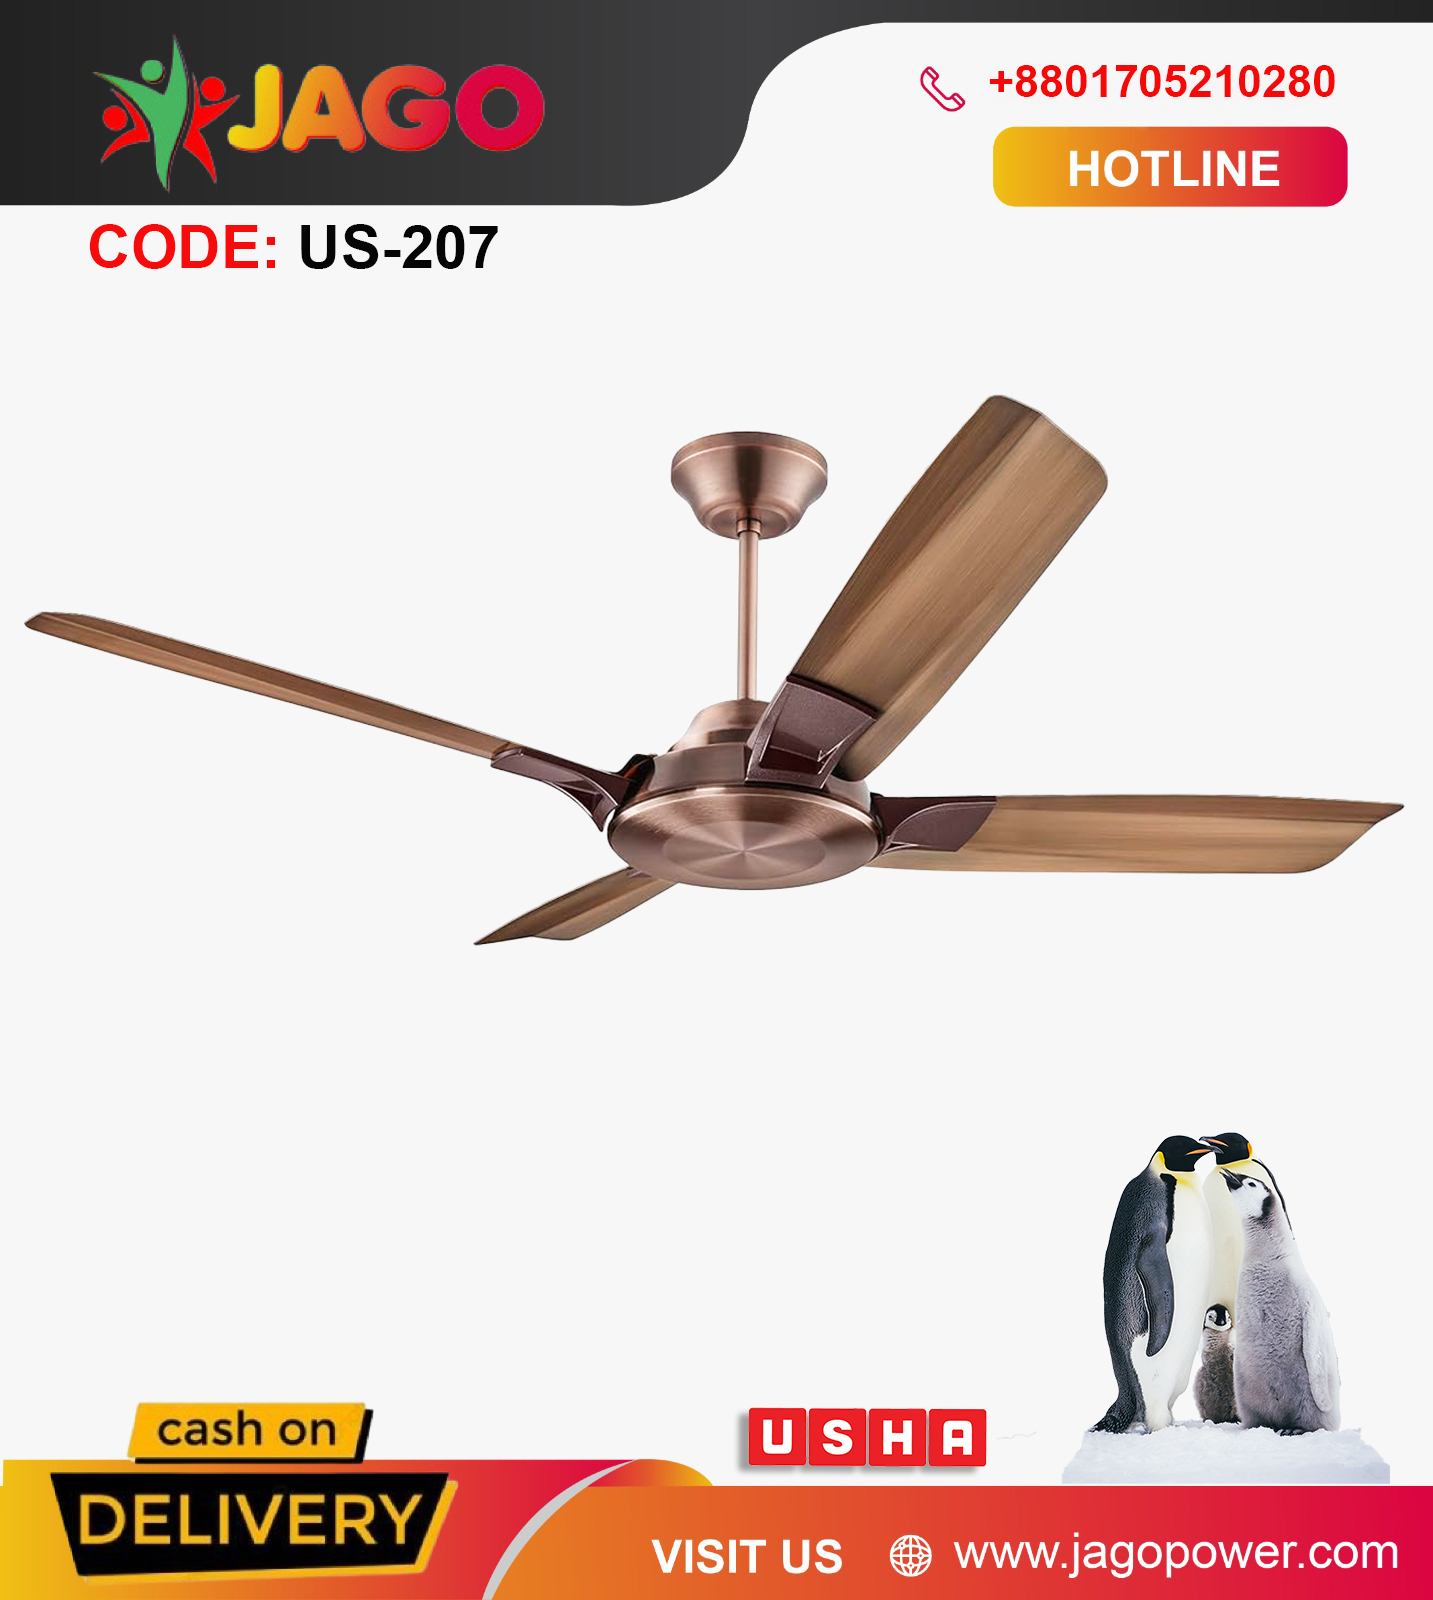 JAGO
+8801705210280
HOTLINE
CODE: US-207
cash on
DELIVERY
USHA
VISIT US
www.jagopower.com